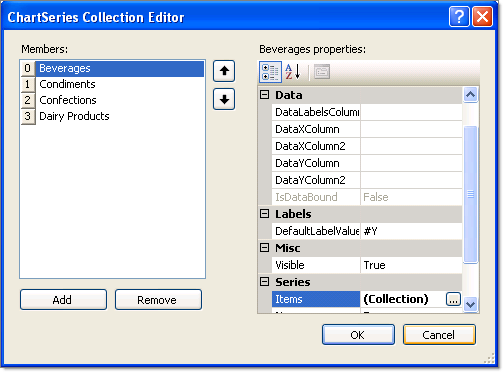 ChartSeries Collection Editor
Members:
0 Beverages
1 Condiments
2 Confections
3 Dairy Products
Add
Remove
Beverages properties:
Data
DataLabelsColumn
DataXColumn
DataXColumn2
DataYColumn
DataYColumn2
IsDataBound False
Labels
DefaultLabelValue #Y
Misc
Visible True
Series
Items (Collection) ...
OK
Cancel